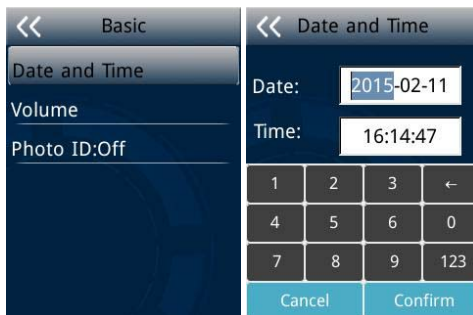 Basic
Date and Time
Volume
Photo ID:Off
Date and Time
Date: 2015-02-11
Time: 16:14:47
1 2 3 ←
4 5 6 0
7 8 9 123
Cancel Confirm